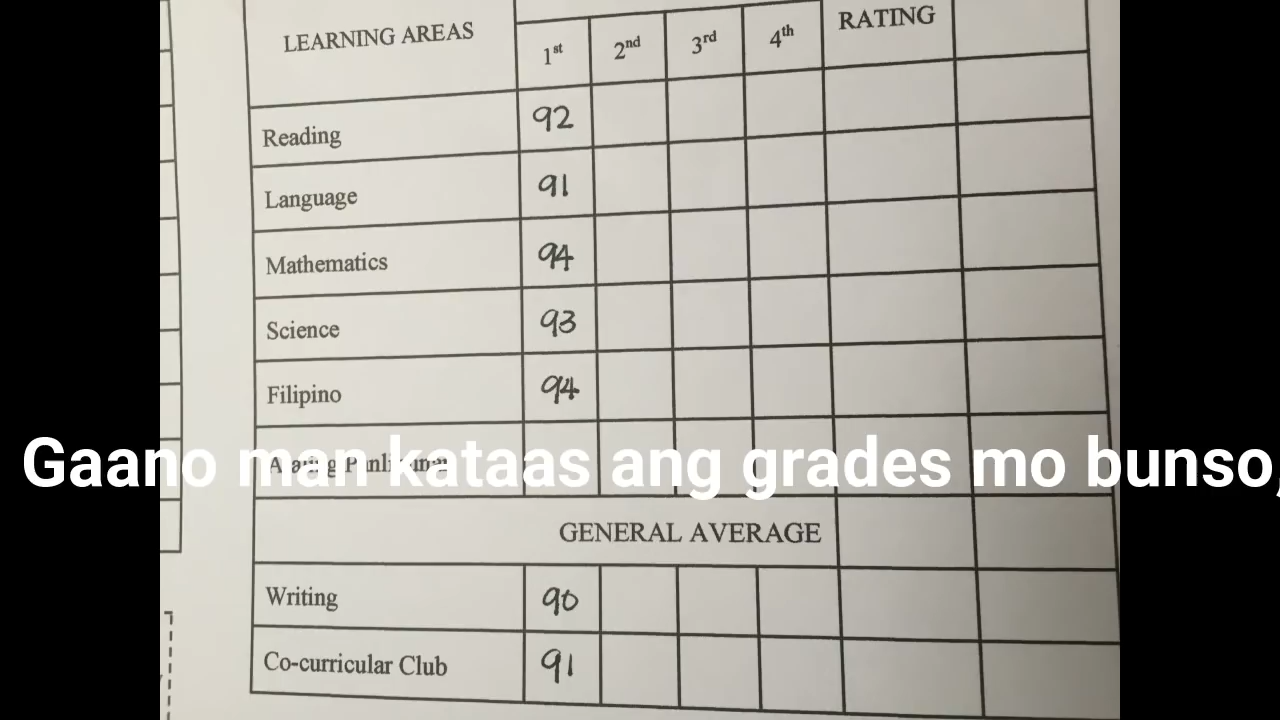 LEARNING AREAS
1st 2nd 3rd 4th RATING
Reading 92
Language 91
Mathematics 94
Science 93
Filipino 94
Gaano man kataas ang grades mo bunso,
GENERAL AVERAGE
Writing 90
Co-curricular Club 91